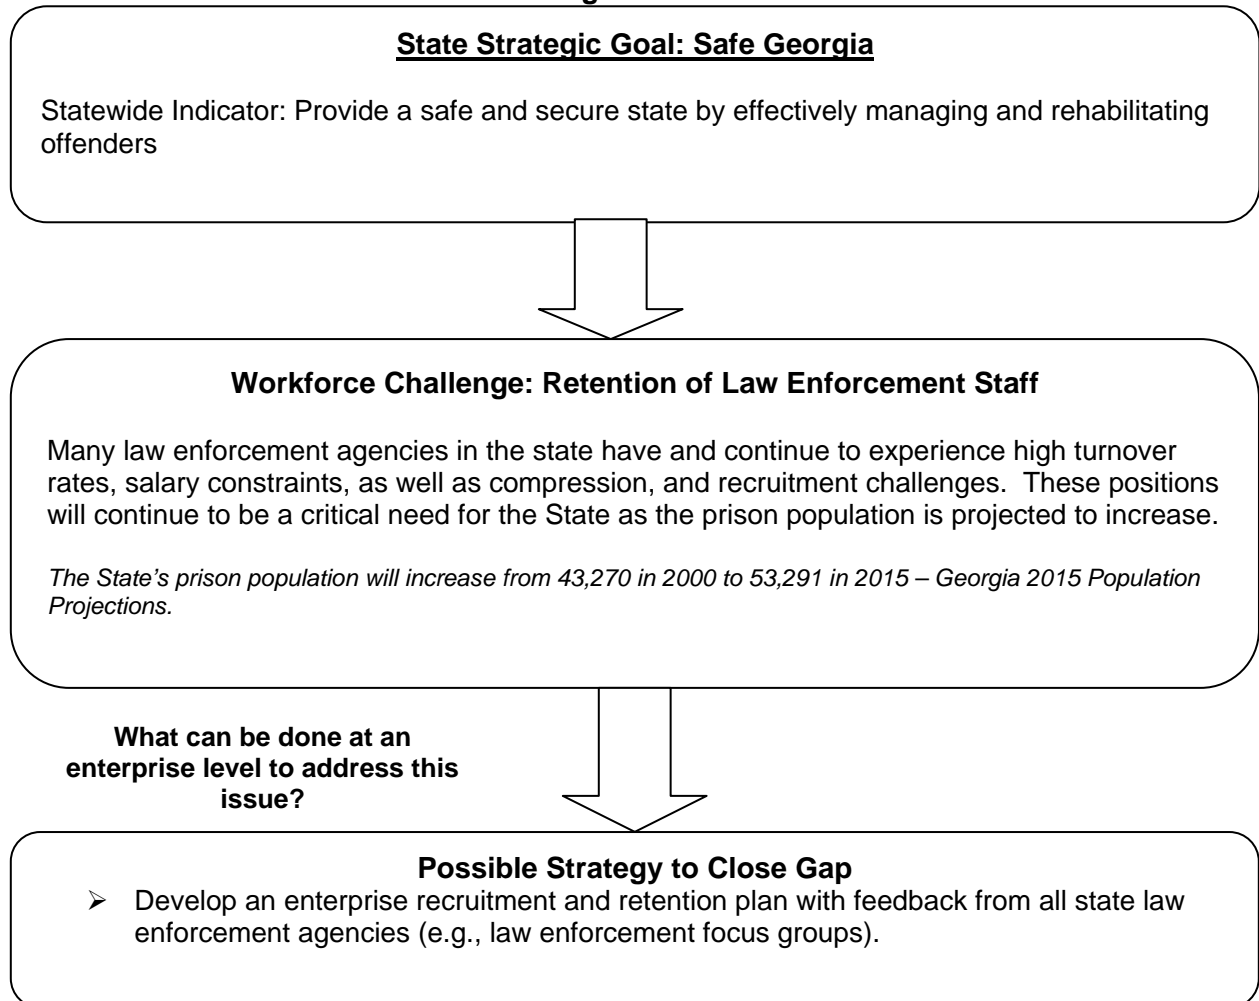 State Strategic Goal: Safe Georgia
Statewide Indicator: Provide a safe and secure state by effectively managing and rehabilitating
offenders
Workforce Challenge: Retention of Law Enforcement Staff
Many law enforcement agencies in the state have and continue to experience high turnover
rates, salary constraints, as well as compression, and recruitment challenges.  These positions
will continue to be a critical need for the State as the prison population is projected to increase.
The State's prison population will increase from 43,270 in 2000 to 53,291 in 2015 – Georgia 2015 Population
Projections.
What can be done at an
enterprise level to address this
issue?
Possible Strategy to Close Gap
➢ Develop an enterprise recruitment and retention plan with feedback from all state law
enforcement agencies (e.g., law enforcement focus groups).